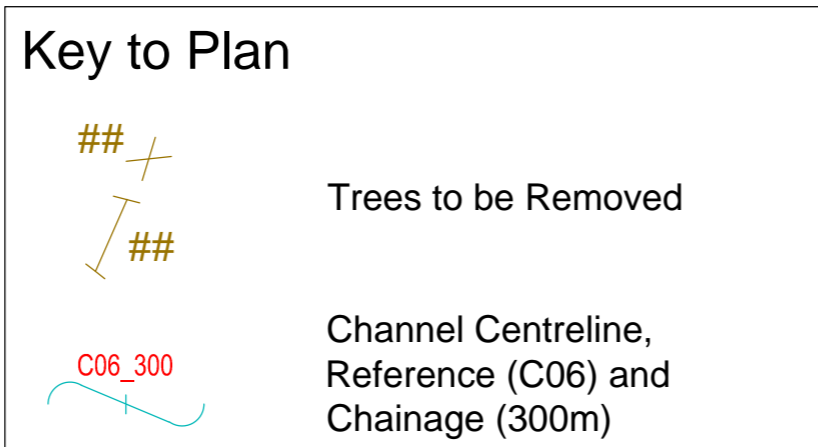 Key to Plan
##
Trees to be Removed
##
C06_300
Channel Centreline,
Reference (C06) and
Chainage (300m)